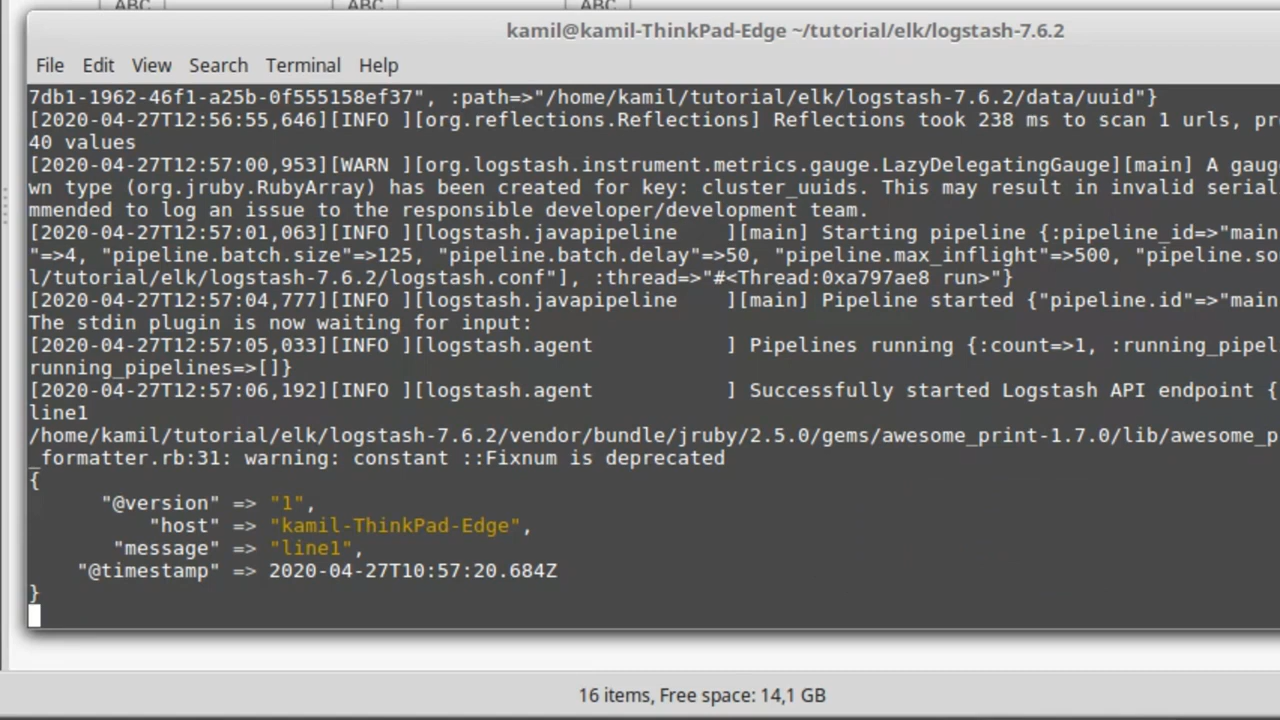 ABC ABC ABC
kamil@kamil-ThinkPad-Edge ~/tutorial/elk/logstash-7.6.2
File Edit View Search Terminal Help
7db1-1962-46f1-a25b-0f555158ef37", :path=>"/home/kamil/tutorial/elk/logstash-7.6.2/data/uuid"}
[2020-04-27T12:56:55,646][INFO ][org.reflections.Reflections] Reflections took 238 ms to scan 1 urls, pr
40 values
[2020-04-27T12:57:00,953][WARN ][org.logstash.instrument.metrics.gauge.LazyDelegatingGauge][main] A gaug
wn type (org.jruby.RubyArray) has been created for key: cluster_uuids. This may result in invalid serial
mmended to log an issue to the responsible developer/development team.
[2020-04-27T12:57:01,063][INFO ][logstash.javapipeline    ][main] Starting pipeline {:pipeline_id=>"main
"=>4, "pipeline.batch.size"=>125, "pipeline.batch.delay"=>50, "pipeline.max_inflight"=>500, "pipeline.so
l/tutorial/elk/logstash-7.6.2/logstash.conf"], :thread=>"#<Thread:0xa797ae8 run>"}
[2020-04-27T12:57:04,777][INFO ][logstash.javapipeline    ][main] Pipeline started {"pipeline.id"=>"main
The stdin plugin is now waiting for input:
[2020-04-27T12:57:05,033][INFO ][logstash.agent           ] Pipelines running {:count=>1, :running_pipel
running_pipelines=>[]}
[2020-04-27T12:57:06,192][INFO ][logstash.agent           ] Successfully started Logstash API endpoint {
line1
/home/kamil/tutorial/elk/logstash-7.6.2/vendor/bundle/jruby/2.5.0/gems/awesome_print-1.7.0/lib/awesome_p
_formatter.rb:31: warning: constant ::Fixnum is deprecated
{
      "@version" => "1",
          "host" => "kamil-ThinkPad-Edge",
       "message" => "line1",
    "@timestamp" => 2020-04-27T10:57:20.684Z
}
16 items, Free space: 14,1 GB